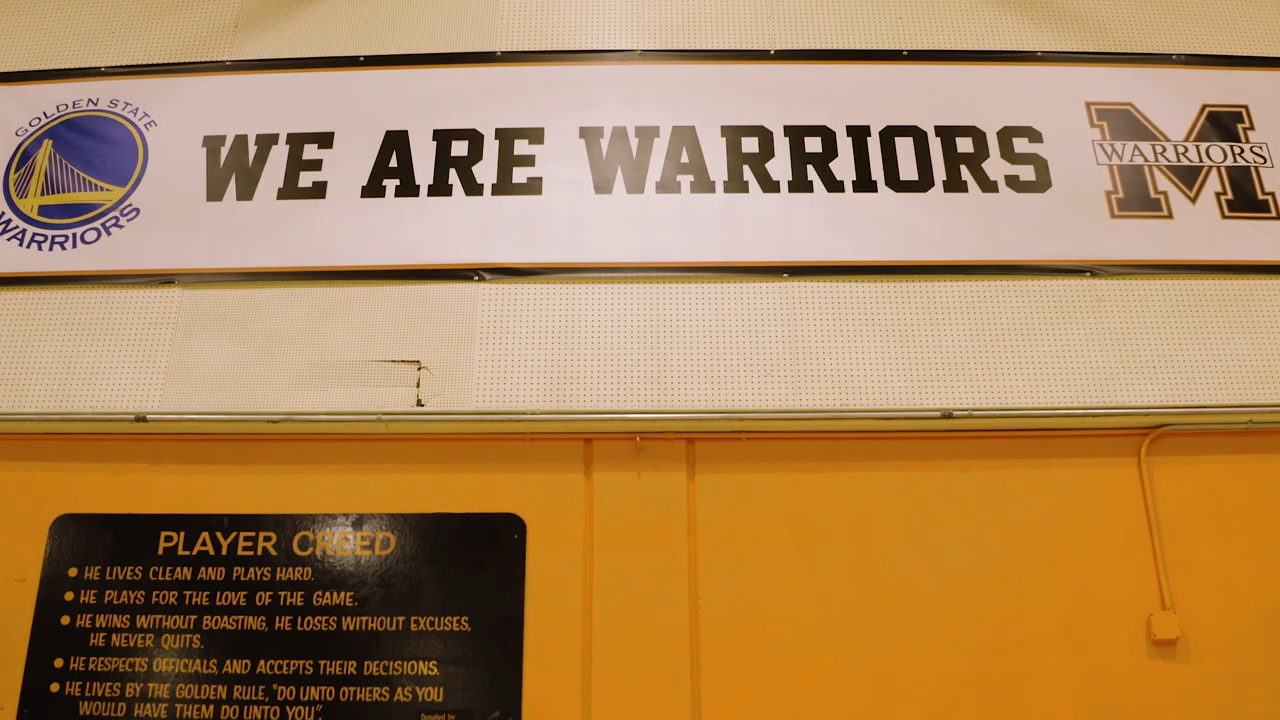 GOLDEN STATE
WARRIORS
WE ARE WARRIORS
M
WARRIORS
PLAYER CREED
● HE LIVES CLEAN AND PLAYS HARD.
● HE PLAYS FOR THE LOVE OF THE GAME.
● HE WINS WITHOUT BOASTING, HE LOSES WITHOUT EXCUSES,
HE NEVER QUITS.
● HE RESPECTS OFFICIALS, AND ACCEPTS THEIR DECISIONS.
● HE LIVES BY THE GOLDEN RULE, "DO UNTO OTHERS AS YOU
WOULD HAVE THEM DO UNTO YOU".
Donated by